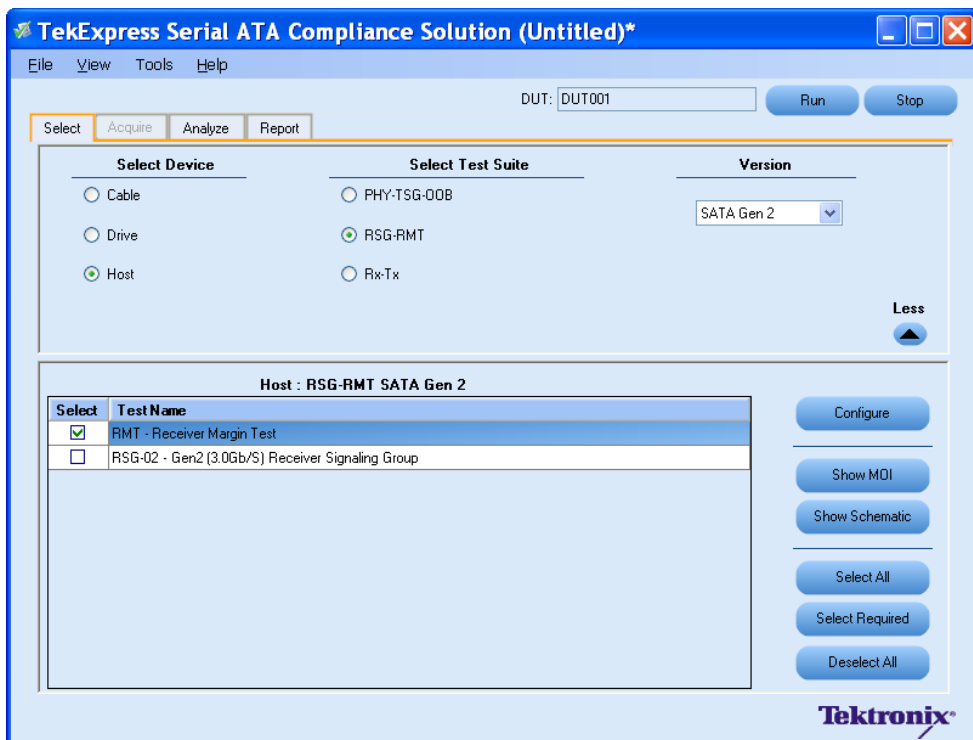 TekExpress Serial ATA Compliance Solution (Untitled)*
File View Tools Help
DUT: DUT001 Run Stop
Select Acquire Analyze Report
Select Device Select Test Suite Version
Cable PHY-TSG-OOB
SATA Gen 2
Drive RSG-RMT
Host Rx-Tx
Less
Host : RSG-RMT SATA Gen 2
Select Test Name
RMT - Receiver Margin Test
RSG-02 - Gen2 (3.0Gb/S) Receiver Signaling Group
Configure
Show MOI
Show Schematic
Select All
Select Required
Deselect All
Tektronix